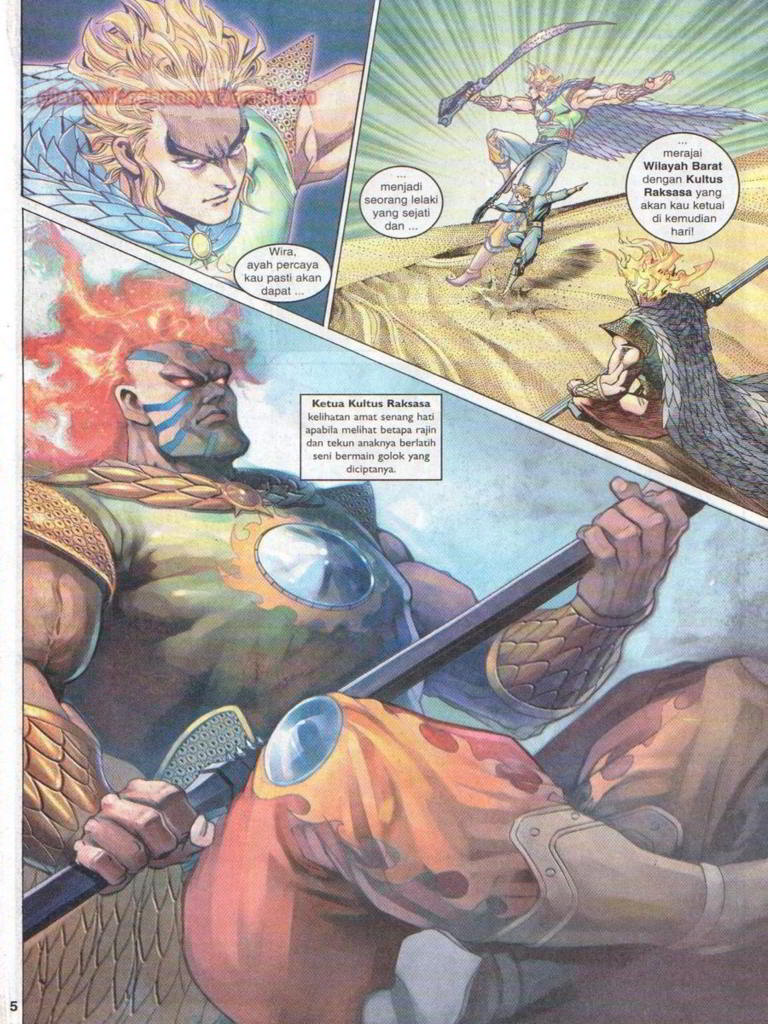 Wira,
ayah percaya
kau pasti akan
dapat ...
...
menjadi
seorang lelaki
yang sejati
dan ...
...
merajai
Wilayah Barat
dengan Kultus
Raksasa yang
akan kau ketuai
di kemudian
hari!
Ketua Kultus Raksasa
kelihatan amat senang hati
apabila melihat betapa rajin
dan tekun anaknya berlatih
seni bermain golok yang
diciptanya.
5